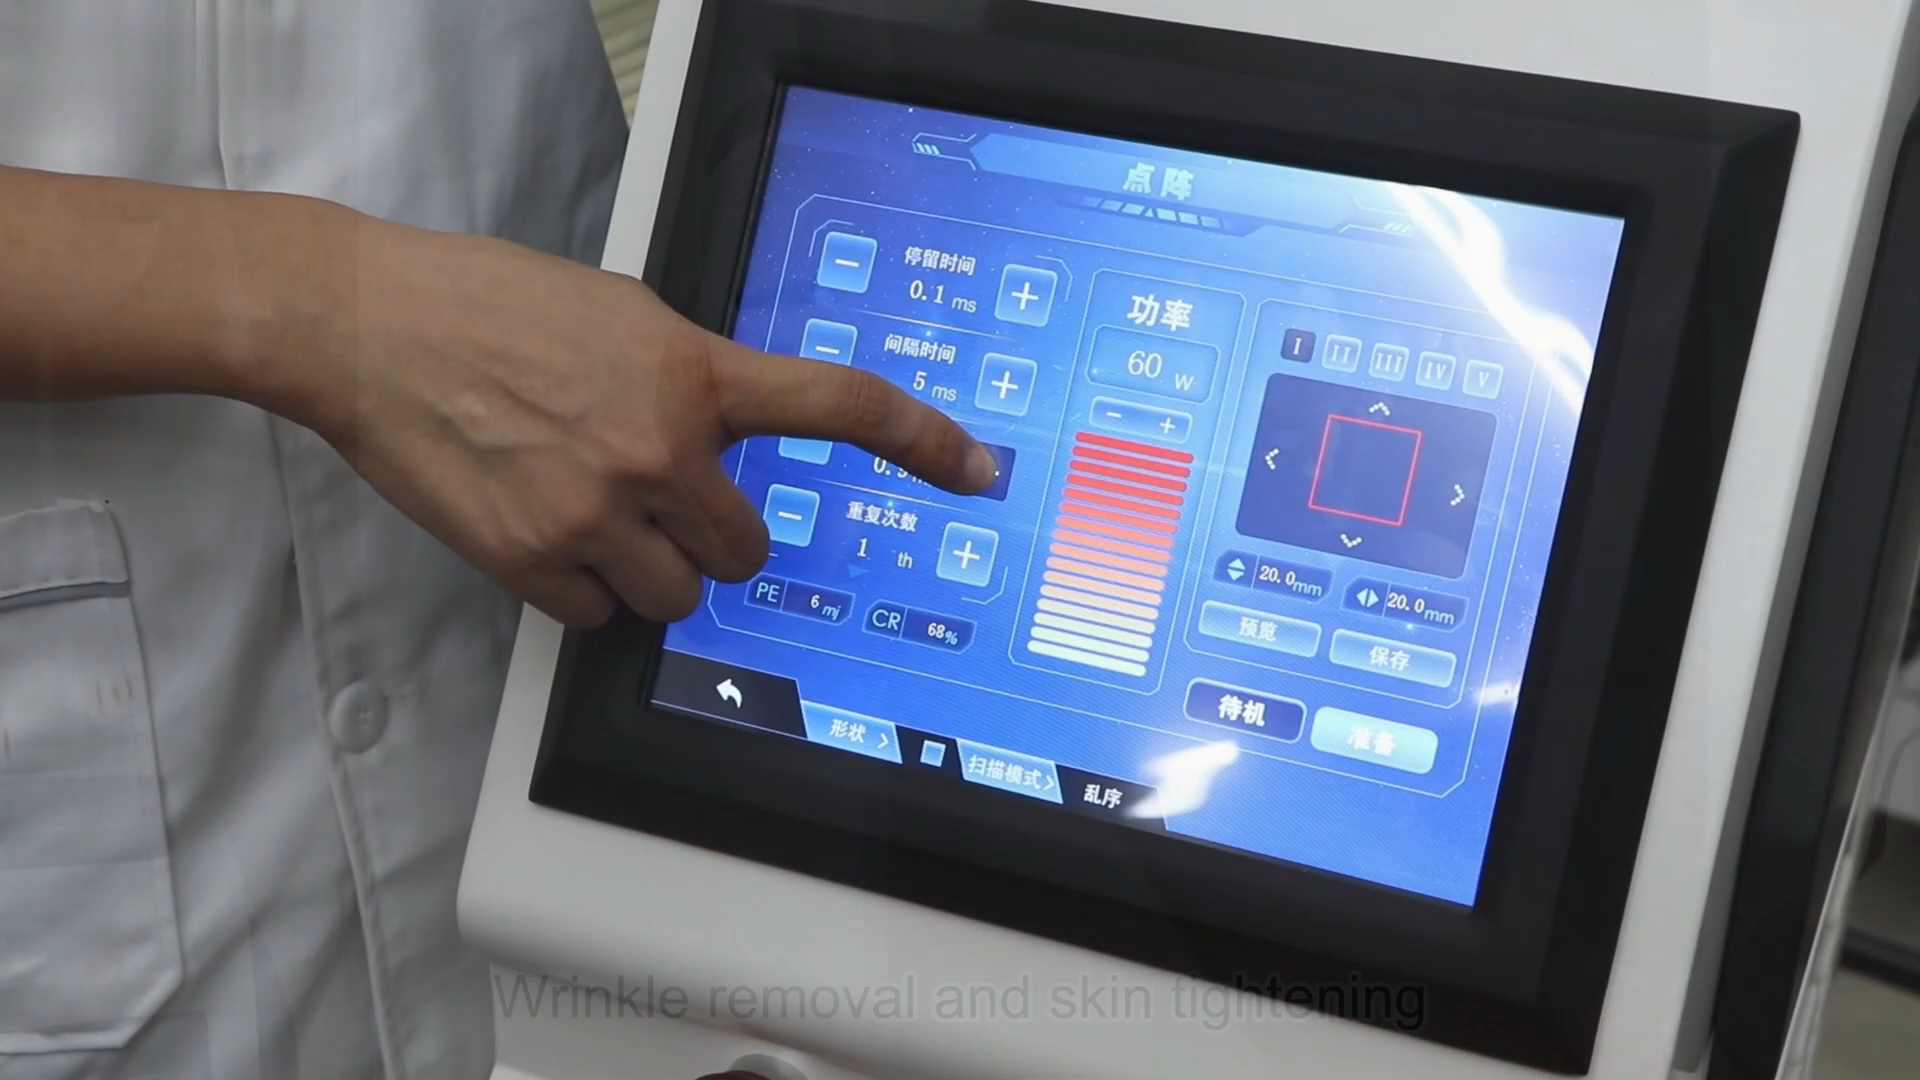 点阵
停留时间
0.1 ms
间隔时间
5 ms
重复次数
1 th
PE 6 mj
CR 68%
功率
60 W
I II III IV V
20.0mm 20.0mm
预览 保存
待机 准备
形状
扫描模式
乱序
Wrinkle removal and skin tightening